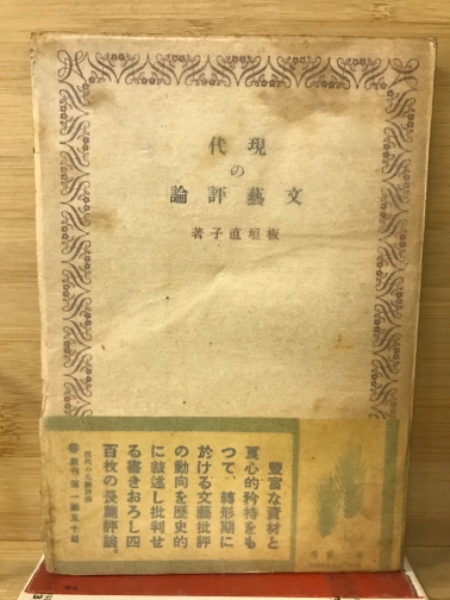 現代
の
文藝評論
板垣直子著
豐富な資材と
良心的矜持をも
つて、轉形期に
於ける文藝批評
の動向を歷史的
に敍述し批判せ
る書きおろし四
百枚の長篇評論。